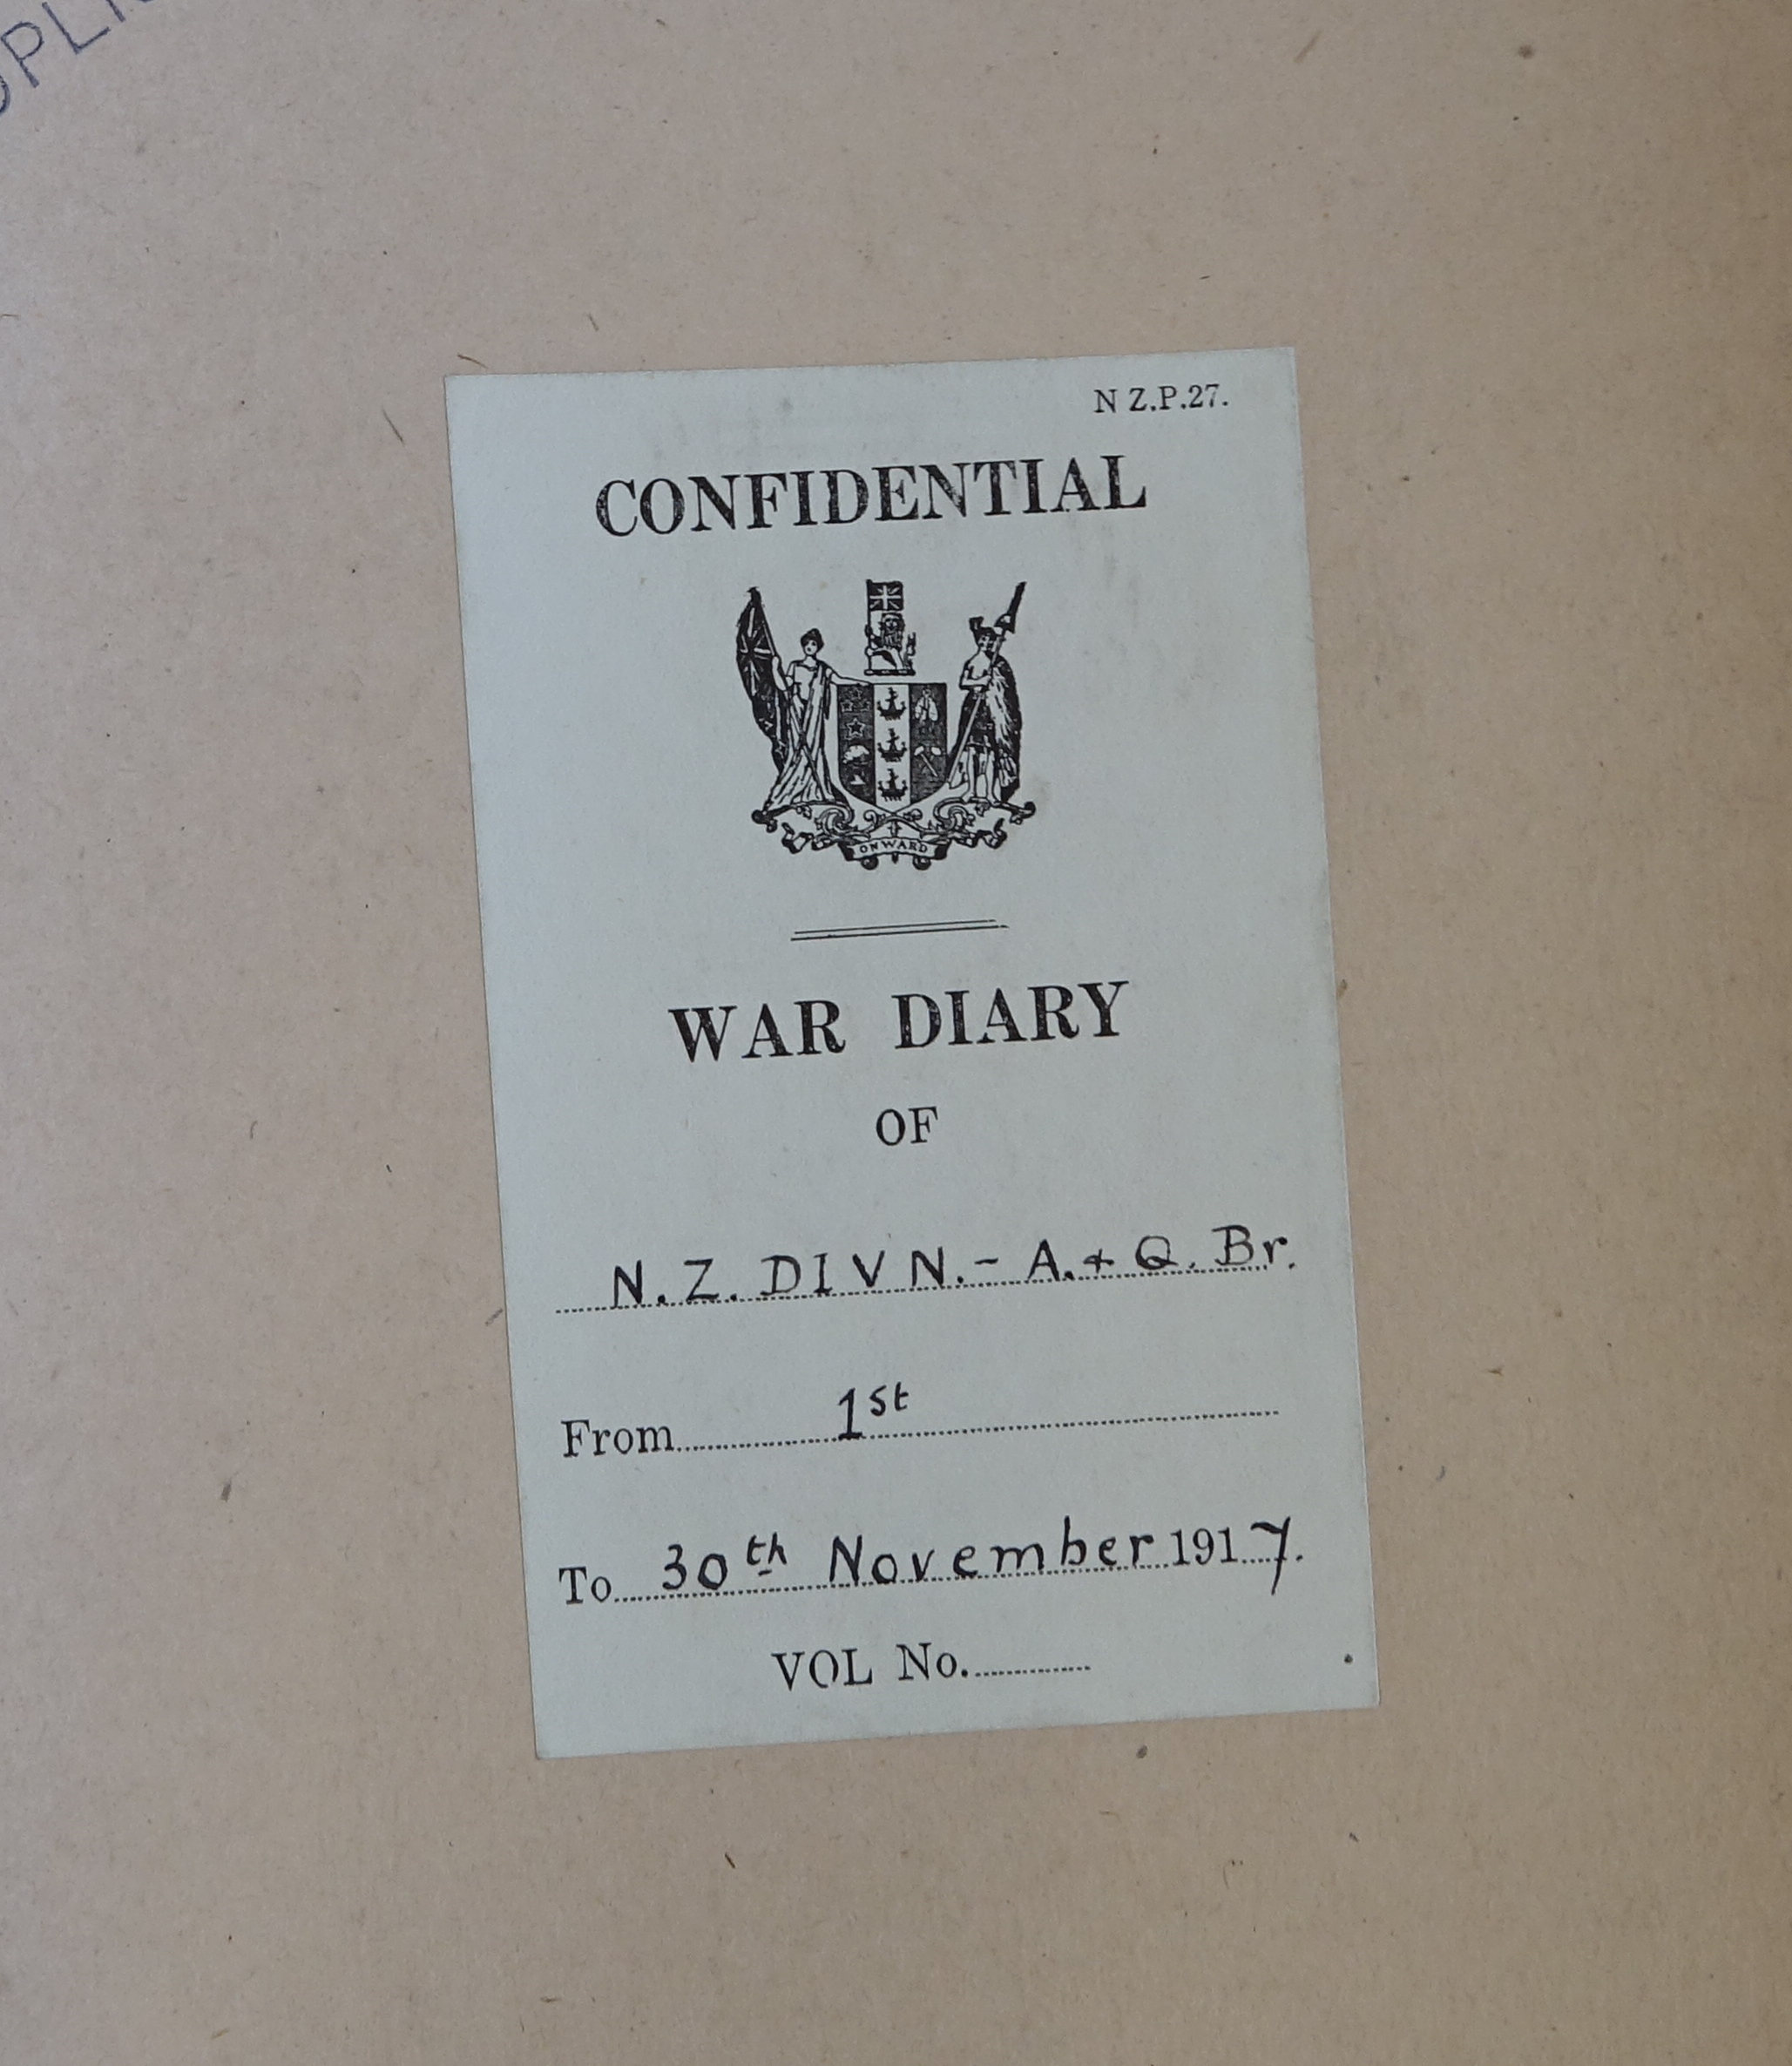 N Z.P.27.
CONFIDENTIAL
ONWARD
WAR DIARY
OF
N.Z. DIVN.- A.+ Q. Br.
From 1st
To 30th November 1917.
VOL No.